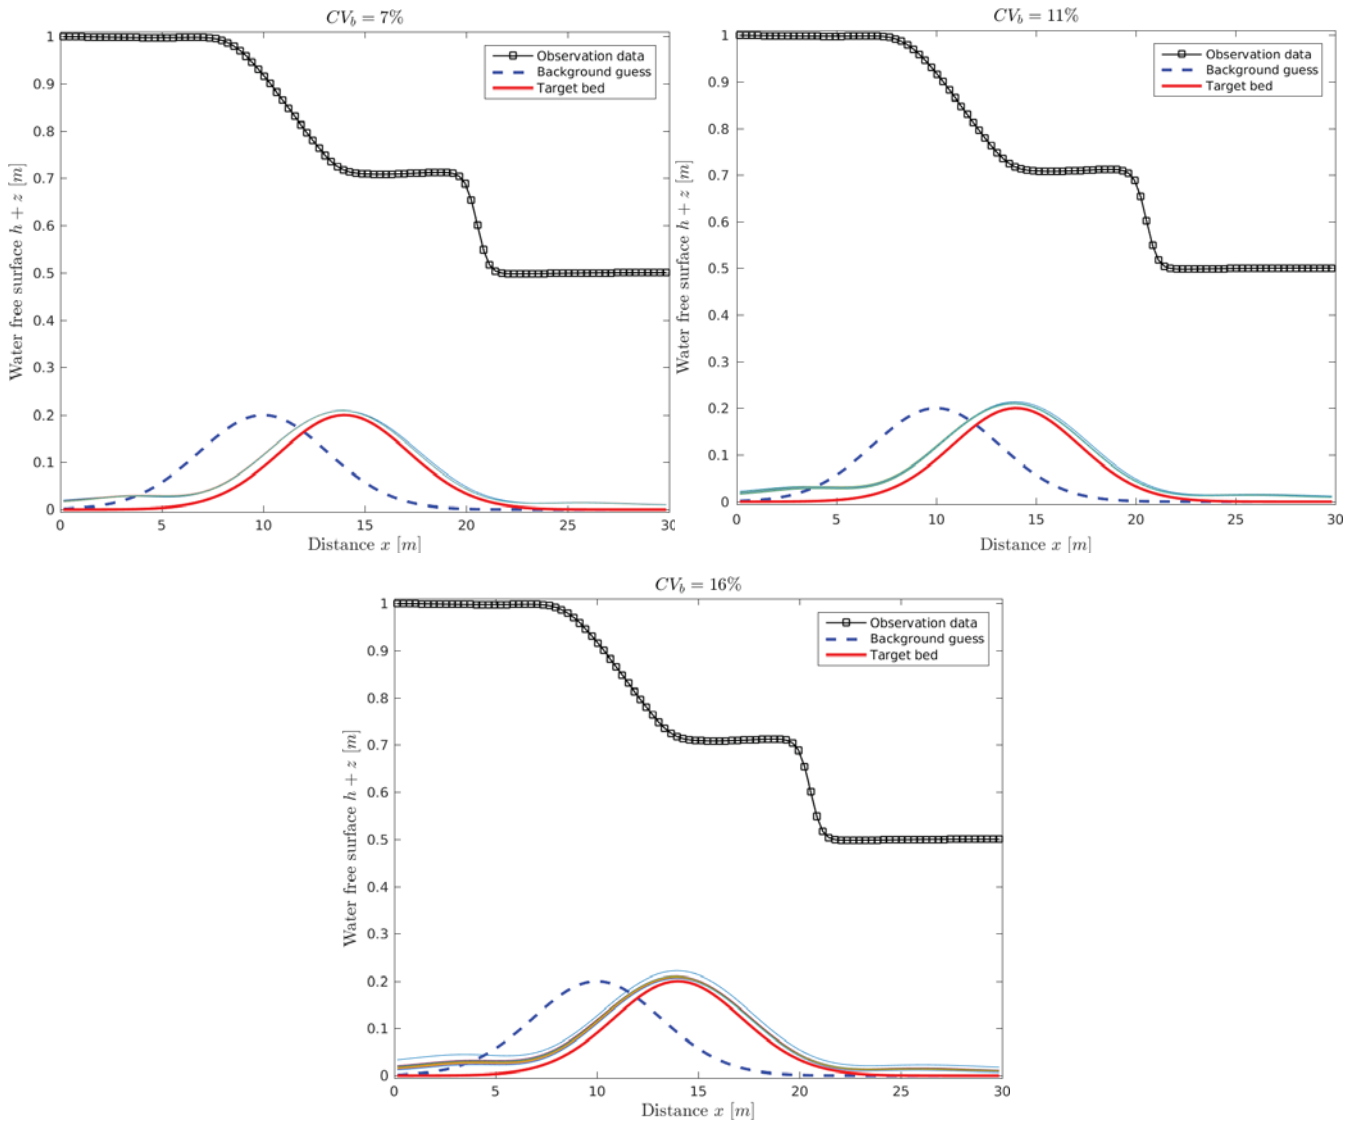 CV_b = 7%
1
0.9
0.8
0.7
0.6
0.5
0.4
0.3
0.2
0.1
0
Water free surface h + z [m]
Observation data
Background guess
Target bed
0 5 10 15 20 25 30
Distance x [m]
CV_b = 11%
1
0.9
0.8
0.7
0.6
0.5
0.4
0.3
0.2
0.1
0
Water free surface h + z [m]
Observation data
Background guess
Target bed
0 5 10 15 20 25 30
Distance x [m]
CV_b = 16%
1
0.9
0.8
0.7
0.6
0.5
0.4
0.3
0.2
0.1
0
Water free surface h + z [m]
Observation data
Background guess
Target bed
0 5 10 15 20 25 30
Distance x [m]